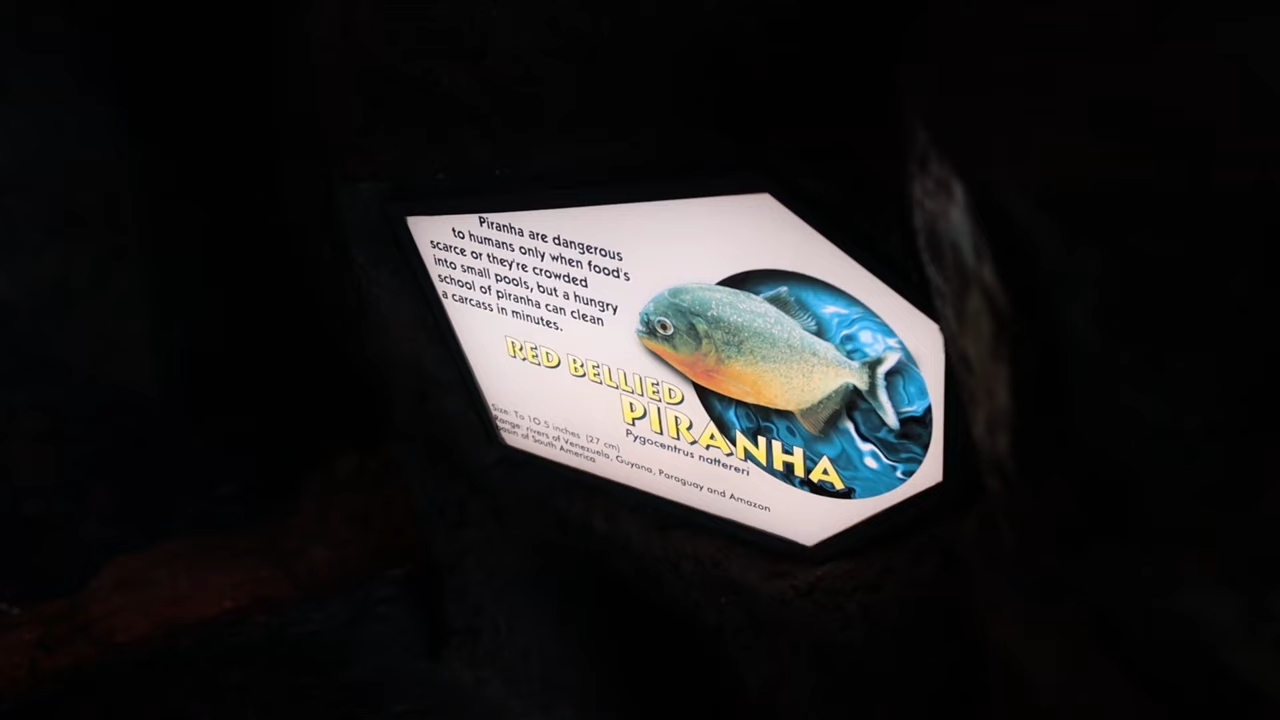 Piranha are dangerous
to humans only when food's
scarce or they're crowded
into small pools, but a hungry
school of piranha can clean
a carcass in minutes.
RED BELLIED
PIRANHA
Pygocentrus nattereri
Size: To 10.5 inches (27 cm)
Range: rivers of Venezuela, Guyana, Paraguay and Amazon
basin of South America